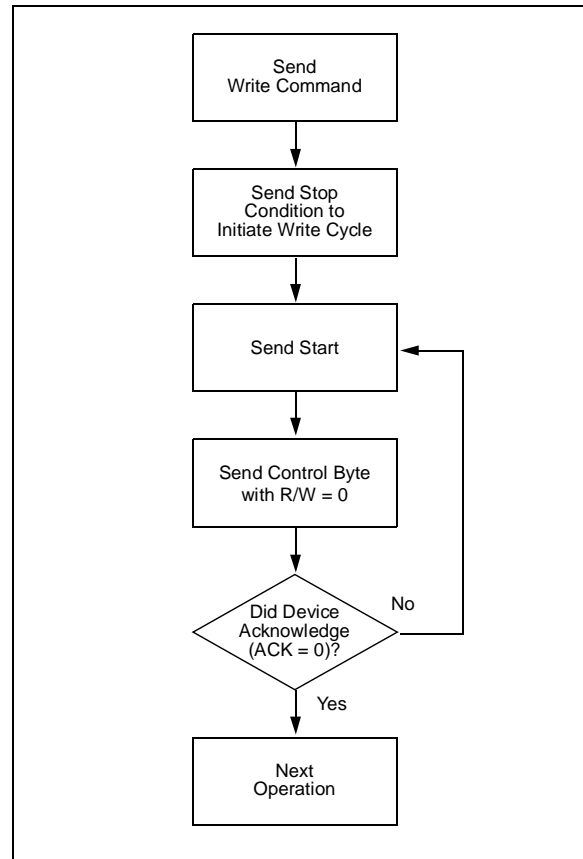 Send
Write Command
Send Stop
Condition to
Initiate Write Cycle
Send Start
Send Control Byte
with R/W = 0
Did Device
Acknowledge
(ACK = 0)?
No
Yes
Next
Operation